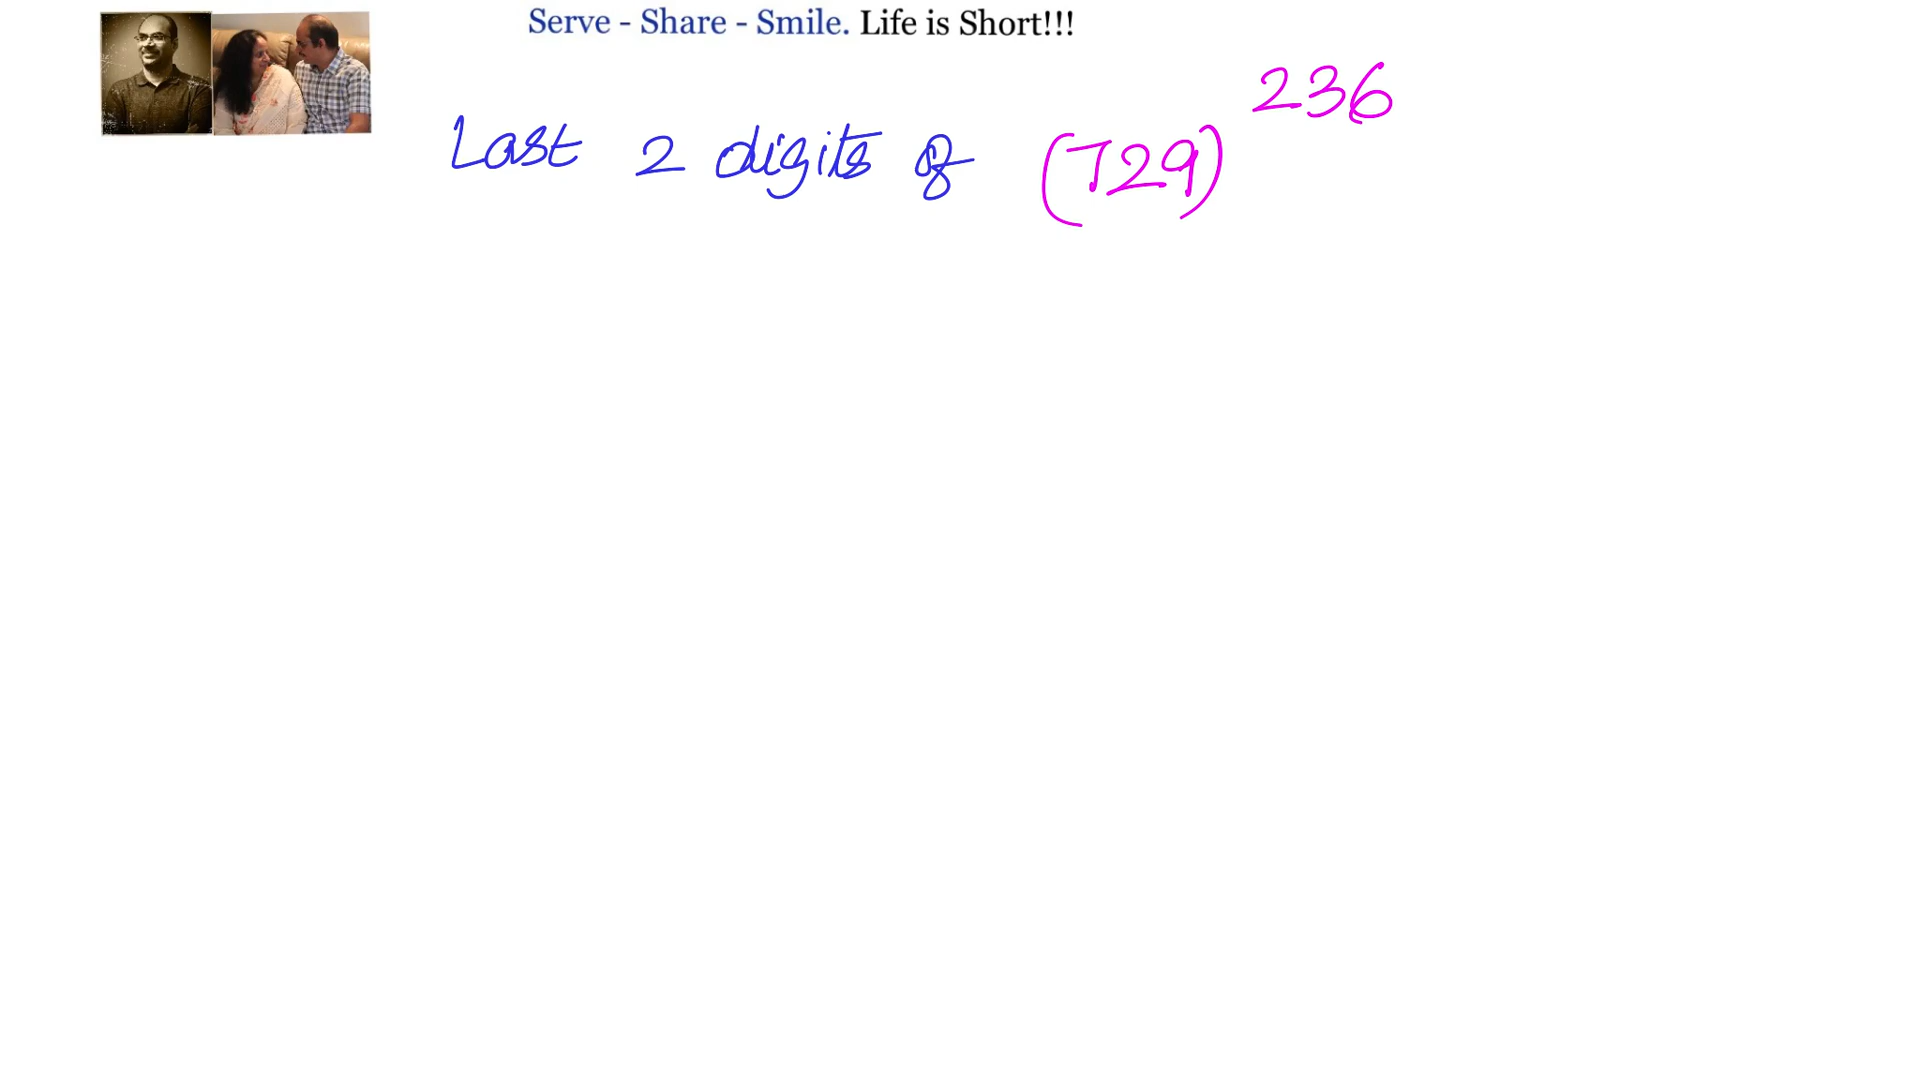 Serve - Share - Smile. Life is Short!!!
Last 2 digits of (729)^236